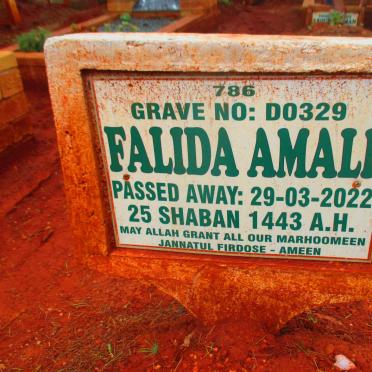 786
GRAVE NO: D0329
FALIDA AMALI
PASSED AWAY: 29-03-2022
25 SHABAN 1443 A.H.
MAY ALLAH GRANT ALL OUR MARHOOMEEN
JANNATUL FIRDOSE - AMEEN